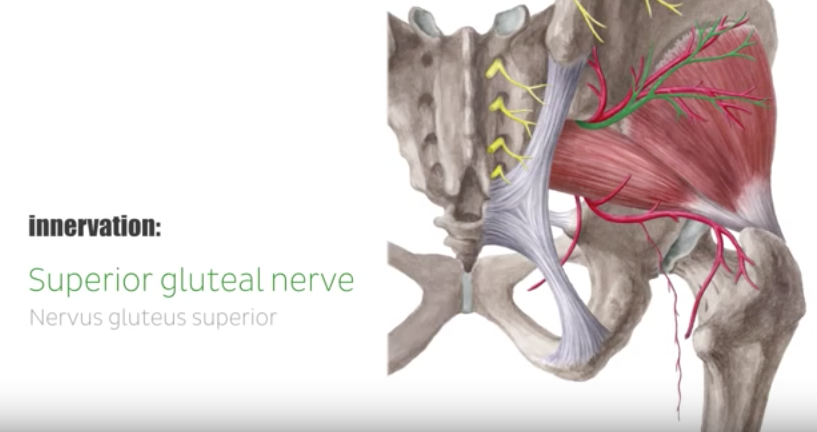 innervation:
Superior gluteal nerve
Nervus gluteus superior